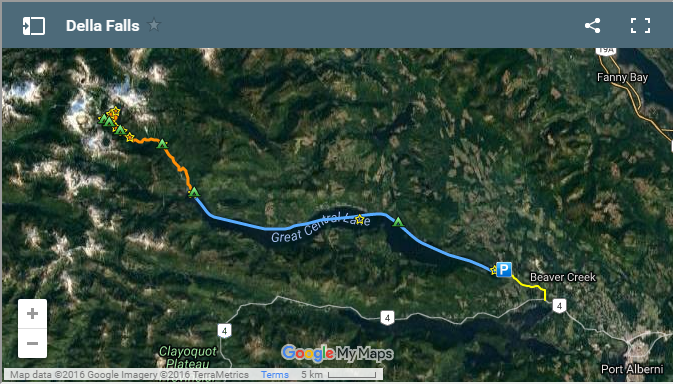 Della Falls
19A
Fanny Bay
Great Central Lake
P
Beaver Creek
4
4
4
Clayoquot
Plateau
Google My Maps
Port Alberni
Map data ©2016 Google Imagery ©2016 TerraMetrics
Terms
5 km